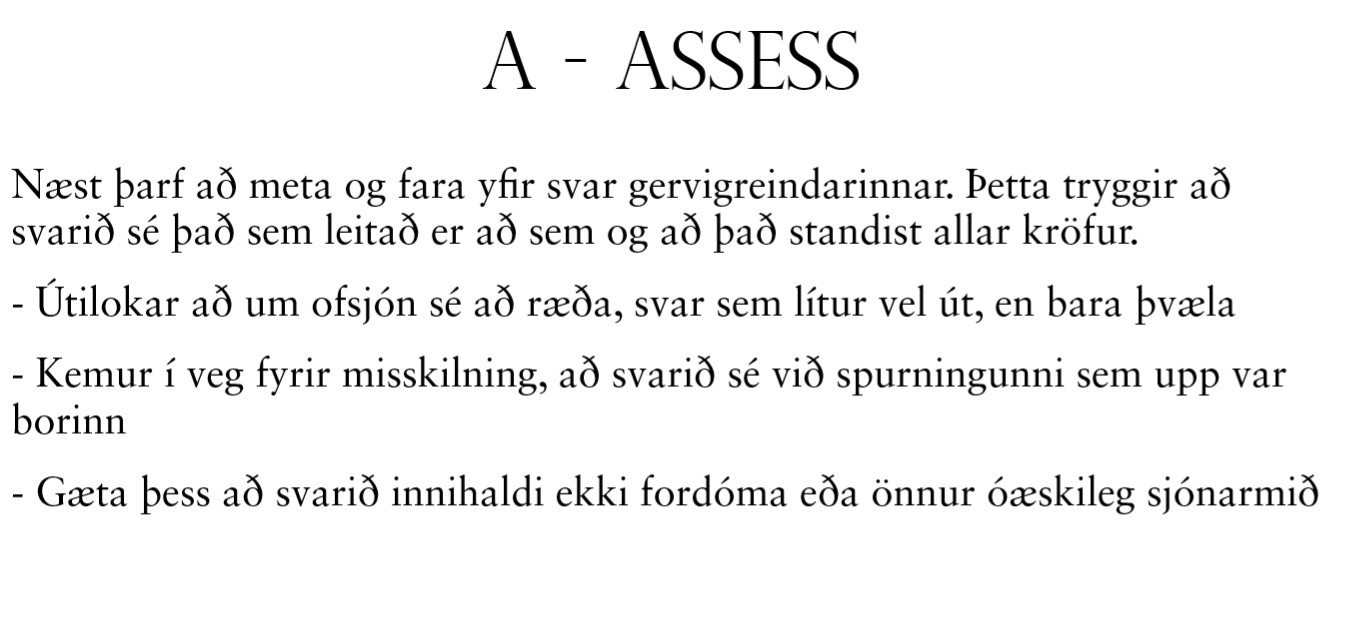 A - ASSESS
Næst þarf að meta og fara yfir svar gervigreindarinnar. Þetta tryggir að
svarið sé það sem leitað er að sem og að það standist allar kröfur.
- Útilokar að um ofsjón sé að ræða, svar sem lítur vel út, en bara þvæla
- Kemur í veg fyrir misskilning, að svarið sé við spurningunni sem upp var
borinn
- Gæta þess að svarið innihaldi ekki fordóma eða önnur óæskileg sjónarmið